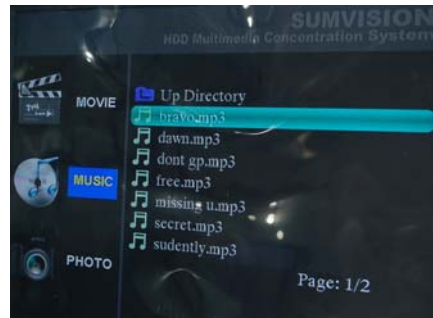 SUMVISION
HDD Multimedia Concentration System
MOVIE
MUSIC
PHOTO
Up Directory
bravo.mp3
dawn.mp3
dont gp.mp3
free.mp3
missing u.mp3
secret.mp3
sudently.mp3
Page: 1/2